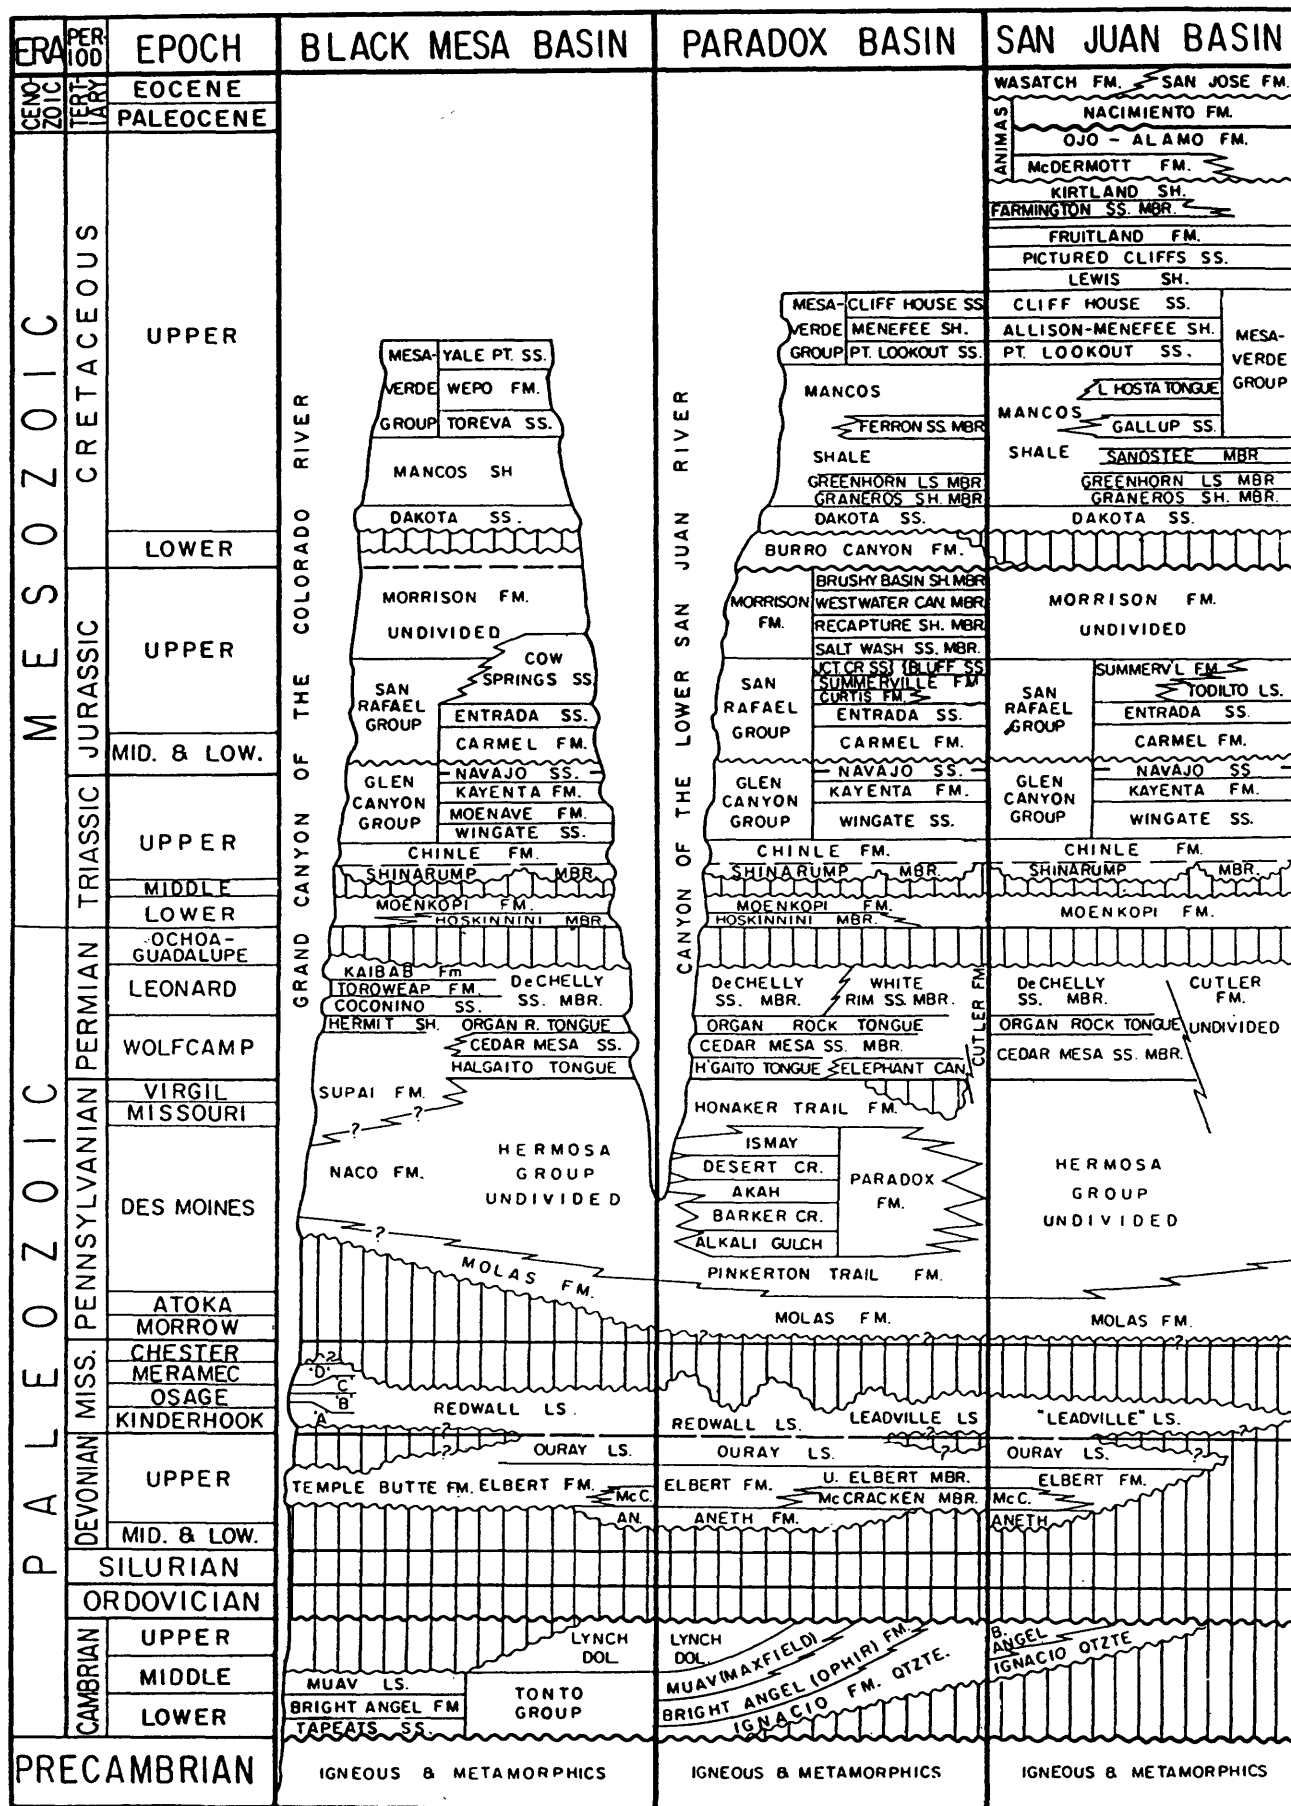 ERA PERIOD EPOCH BLACK MESA BASIN PARADOX BASIN SAN JUAN BASIN
CENOZOIC
TERTIARY
EOCENE
PALEOCENE
MESOZOIC
CRETACEOUS
UPPER
LOWER
JURASSIC
UPPER
MID. & LOW.
TRIASSIC
UPPER
MIDDLE
LOWER
PALEOZOIC
PERMIAN
OCHOA-
GUADALUPE
LEONARD
WOLFCAMP
PENNSYLVANIAN
VIRGIL
MISSOURI
DES MOINES
ATOKA
MORROW
MISS.
CHESTER
MERAMEC
OSAGE
KINDERHOOK
DEVONIAN
UPPER
MID. & LOW.
SILURIAN
ORDOVICIAN
CAMBRIAN
UPPER
MIDDLE
LOWER
PRECAMBRIAN
GRAND CANYON OF THE COLORADO RIVER
MESA-
VERDE
GROUP
YALE PT. SS.
WEPO FM.
TOREVA SS.
MANCOS SH
DAKOTA SS.
MORRISON FM.
UNDIVIDED
COW
SPRINGS SS
SAN
RAFAEL
GROUP
ENTRADA SS.
CARMEL FM.
GLEN
CANYON
GROUP
NAVAJO SS.
KAYENTA FM.
MOENAVE FM.
WINGATE SS.
CHINLE FM.
SHINARUMP MBR.
MOENKOPI FM.
HOSKINNINI MBR.
KAIBAB Fm
TOROWEAP FM.
COCONINO SS.
DeCHELLY
SS. MBR.
HERMIT SH. ORGAN R. TONGUE
CEDAR MESA SS.
HALGAITO TONGUE
SUPAI FM.
?
?
NACO FM.
HERMOSA
GROUP
UNDIVIDED
?
MOLAS FM.
?
'D'
'C'
'B'
'A'
REDWALL LS.
?
?
OURAY LS.
TEMPLE BUTTE FM. ELBERT FM.
McC.
AN.
LYNCH
DOL.
MUAV LS.
BRIGHT ANGEL FM
TAPEATS SS.
TONTO
GROUP
IGNEOUS & METAMORPHICS
CANYON OF THE LOWER SAN JUAN RIVER
MESA-
VERDE
GROUP
CLIFF HOUSE SS
MENEFEE SH.
PT. LOOKOUT SS.
MANCOS
FERRON SS. MBR
SHALE
GREENHORN LS MBR
GRANEROS SH. MBR.
DAKOTA SS.
BURRO CANYON FM.
MORRISON
FM.
BRUSHY BASIN SH. MBR
WESTWATER CAN. MBR.
RECAPTURE SH. MBR.
SALT WASH SS. MBR.
SAN
RAFAEL
GROUP
JCT. CR SS BLUFF SS
SUMMERVILLE FM
CURTIS FM.
ENTRADA SS.
CARMEL FM.
GLEN
CANYON
GROUP
NAVAJO SS.
KAYENTA FM.
WINGATE SS.
CHINLE FM.
SHINARUMP MBR.
MOENKOPI FM.
HOSKINNINI MBR.
DeCHELLY
SS. MBR.
WHITE
RIM SS. MBR.
CUTLER FM.
ORGAN ROCK TONGUE
CEDAR MESA SS. MBR.
H'GAITO TONGUE ELEPHANT CAN.
HONAKER TRAIL FM.
ISMAY
DESERT CR.
AKAH
BARKER CR.
ALKALI GULCH
PARADOX
FM.
PINKERTON TRAIL FM.
MOLAS FM.
? ?
REDWALL LS. LEADVILLE LS
?
?
OURAY LS.
ELBERT FM.
U. ELBERT MBR.
McCRACKEN MBR.
ANETH FM.
LYNCH
DOL.
MUAV (MAXFIELD)
BRIGHT ANGEL (OPHIR) FM.
IGNACIO FM. QTZTE.
IGNEOUS & METAMORPHICS
WASATCH FM. SAN JOSE FM.
ANIMAS
NACIMIENTO FM.
OJO - ALAMO FM.
McDERMOTT FM.
KIRTLAND SH.
FARMINGTON SS. MBR.
FRUITLAND FM.
PICTURED CLIFFS SS.
LEWIS SH.
CLIFF HOUSE SS.
ALLISON-MENEFEE SH.
PT. LOOKOUT SS.
MESA-
VERDE
GROUP
L HOSTA TONGUE
MANCOS
GALLUP SS.
SHALE
SANOSTEE MBR
GREENHORN LS MBR
GRANEROS SH. MBR.
DAKOTA SS.
MORRISON FM.
UNDIVIDED
SAN
RAFAEL
GROUP
SUMMERV'L FM.
TODILTO LS.
ENTRADA SS.
CARMEL FM.
GLEN
CANYON
GROUP
NAVAJO SS
KAYENTA FM.
WINGATE SS.
CHINLE FM.
SHINARUMP MBR.
MOENKOPI FM.
DeCHELLY
SS. MBR.
CUTLER
FM.
UNDIVIDED
ORGAN ROCK TONGUE
CEDAR MESA SS. MBR.
HERMOSA
GROUP
UNDIVIDED
MOLAS FM.
?
"LEADVILLE" LS.
?
OURAY LS.
?
ELBERT FM.
McC.
ANETH
B.
ANGEL
IGNACIO QTZTE
IGNEOUS & METAMORPHICS